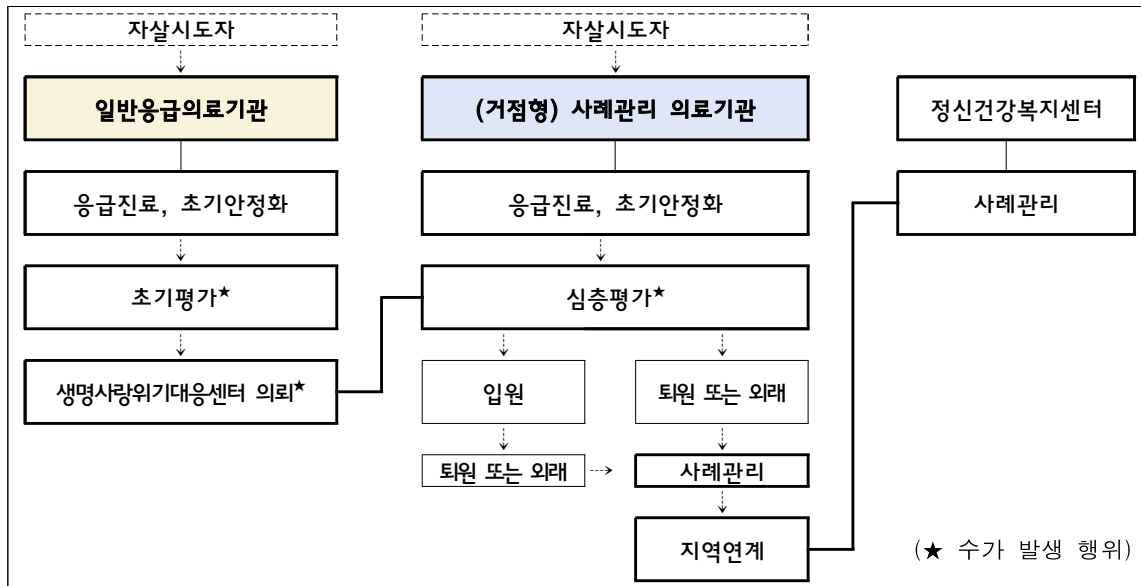 자살시도자
자살시도자
일반응급의료기관
(거점형) 사례관리 의료기관
정신건강복지센터
응급진료, 초기안정화
응급진료, 초기안정화
사례관리
초기평가★
심층평가★
생명사랑위기대응센터 의뢰★
입원
퇴원 또는 외래
퇴원 또는 외래
사례관리
지역연계
(★ 수가 발생 행위)